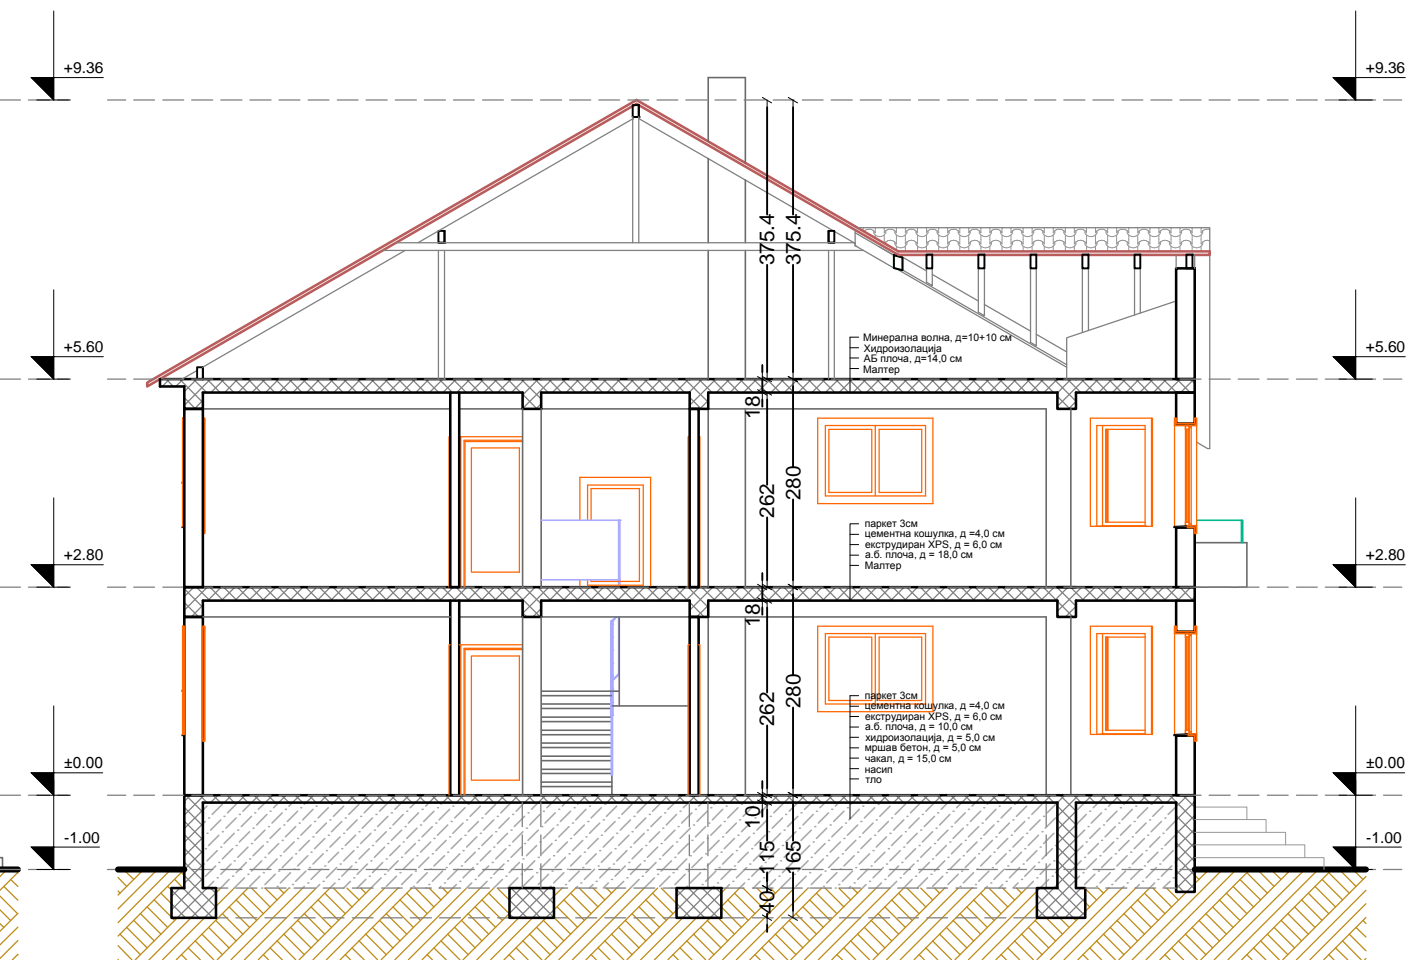 +9.36
+9.36
375.4
375.4
+5.60
+5.60
Минерална волна, д=10+10 см
Хидроизолација
АБ плоча, д=14,0 см
Малтер
18
262
280
+2.80
+2.80
паркет 3см
цементна кошулка, д =4,0 см
екструдиран XPS, д = 6,0 см
а.б. плоча, д = 18,0 см
Малтер
18
262
280
паркет 3см
цементна кошулка, д =4,0 см
екструдиран XPS, д = 6,0 см
а.б. плоча, д = 10,0 см
хидроизолација, д = 5,0 см
мршав бетон, д = 5,0 см
чакал, д = 15,0 см
насип
тло
±0.00
±0.00
10
115
165
-1.00
-1.00
40